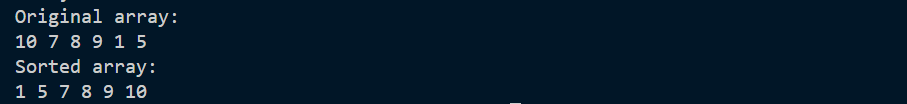 Original array:
10 7 8 9 1 5
Sorted array:
1 5 7 8 9 10